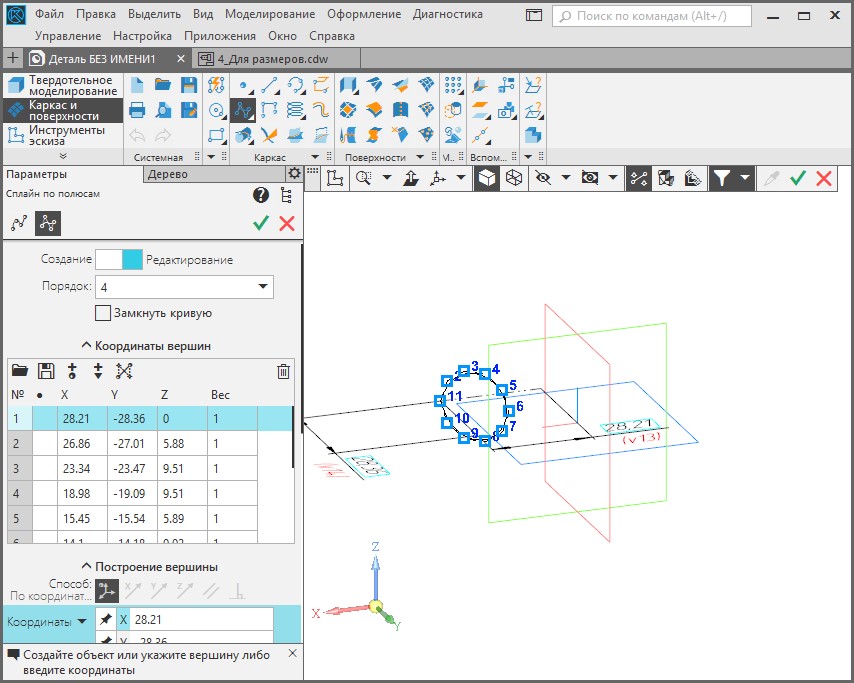 Файл Правка Выделить Вид Моделирование Оформление Диагностика
Поиск по командам (Alt+/)
Управление Настройка Приложения Окно Справка
Деталь БЕЗ ИМЕНИ1
4_Для размеров.cdw
Твердотельное
моделирование
Каркас и
поверхности
Инструменты
эскиза
Системная
Каркас
Поверхности
И..
Вспом...
Параметры
Дерево
Сплайн по полюсам
Создание Редактирование
Порядок: 4
Замкнуть кривую
Координаты вершин
№ X Y Z Вес
1 28.21 -28.36 0 1
2 26.86 -27.01 5.88 1
3 23.34 -23.47 9.51 1
4 18.98 -19.09 9.51 1
5 15.45 -15.54 5.89 1
6 14.1 -14.18 0.02 1
Построение вершины
Способ:
По координат...
Координаты X 28.21
Y -28.36
Создайте объект или укажите вершину либо
введите координаты
2 3 4
5
11
6
10
7
9 8
28,21
(v13)
Z
X
Y